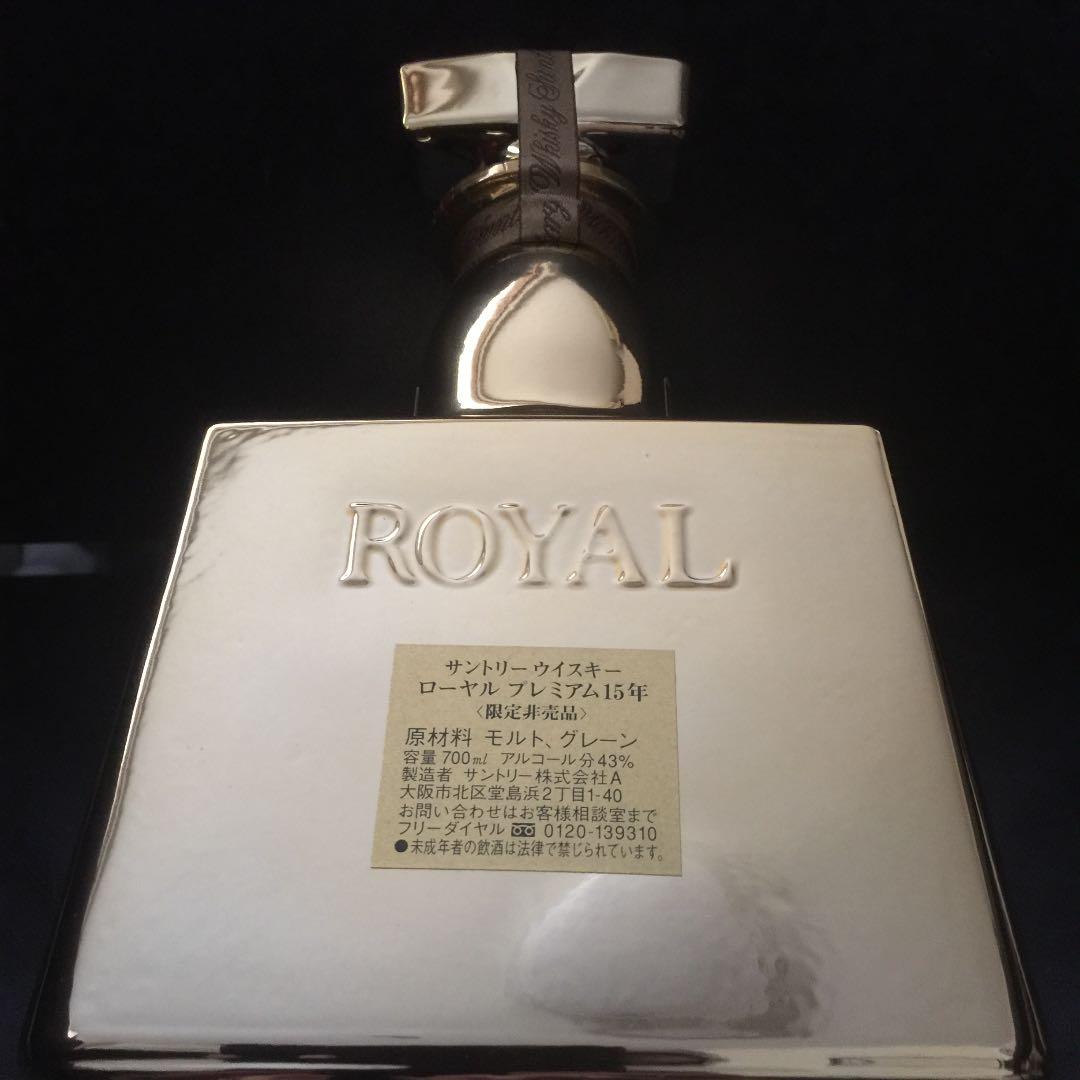 Whisky Sunt
ROYAL
サントリー ウイスキー
ローヤル プレミアム15年
〈限定非売品〉
原材料 モルト、グレーン
容量 700ml アルコール分 43%
製造者 サントリー株式会社A
大阪市北区堂島浜2丁目1-40
お問い合わせはお客様相談室まで
フリーダイヤル 0120-139310
●未成年者の飲酒は法律で禁じられています。